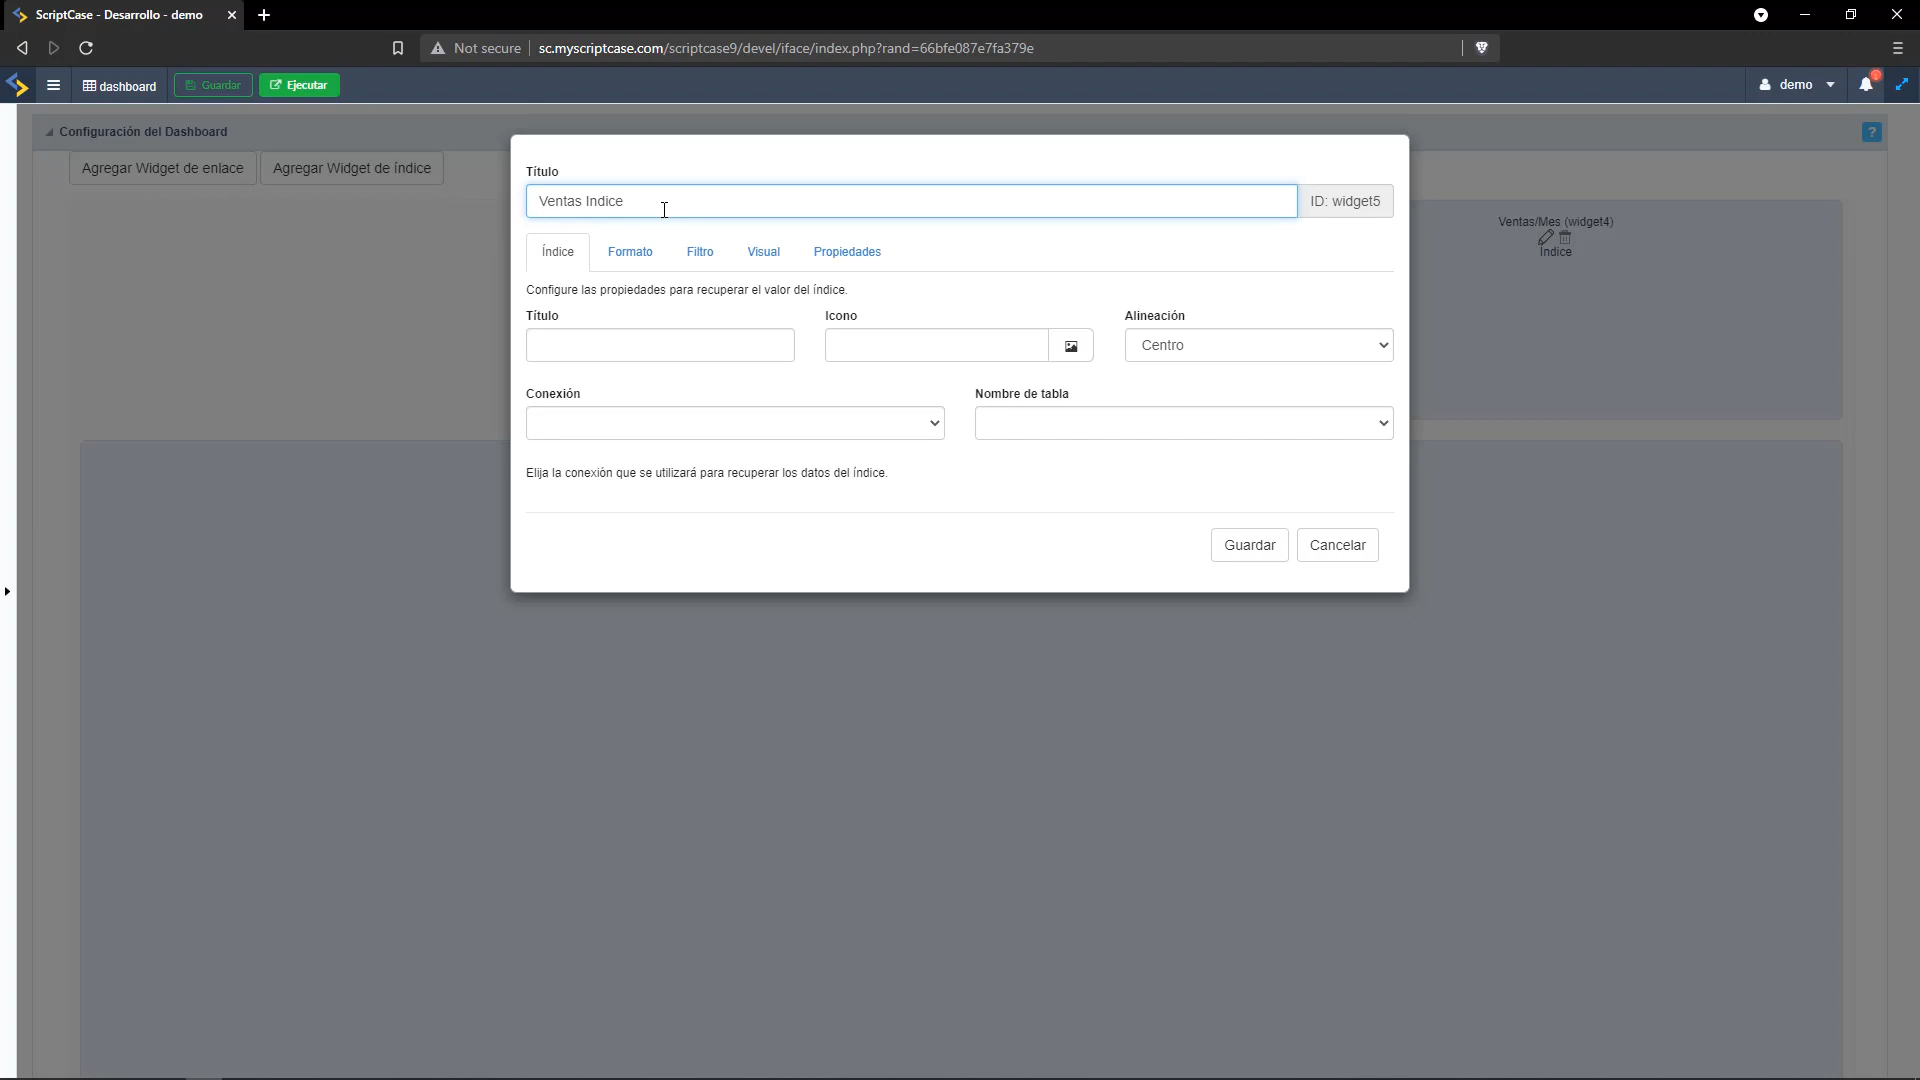 ScriptCase - Desarrollo - demo
Not secure sc.myscriptcase.com/scriptcase9/devel/iface/index.php?rand=66bfe087e7fa379e
dashboard Guardar Ejecutar demo
Configuración del Dashboard ?
Agregar Widget de enlace Agregar Widget de índice
Título
Ventas Indice ID: widget5
Índice Formato Filtro Visual Propiedades
Configure las propiedades para recuperar el valor del índice.
Título Icono Alineación
Centro
Conexión Nombre de tabla
Elija la conexión que se utilizará para recuperar los datos del índice.
Guardar Cancelar
Ventas/Mes (widget4)
Índice